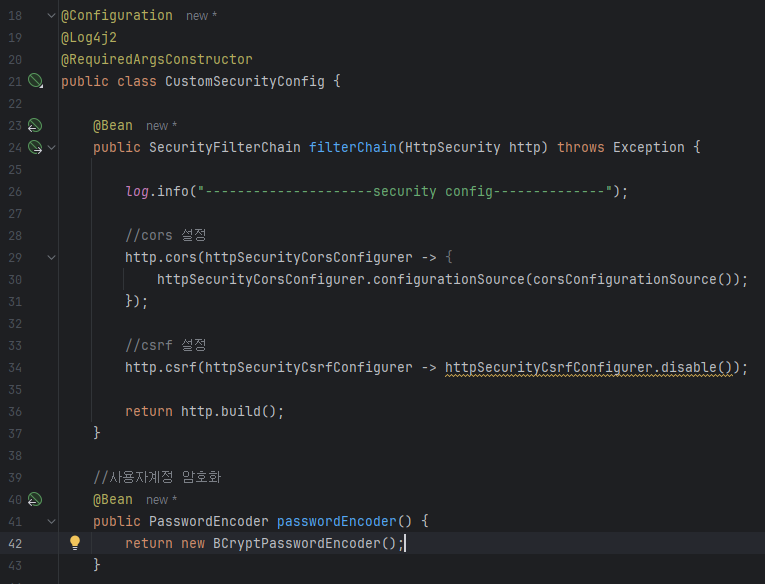 18 @Configuration new *
19 @Log4j2
20 @RequiredArgsConstructor
21 public class CustomSecurityConfig {
22
23 @Bean new *
24 public SecurityFilterChain filterChain(HttpSecurity http) throws Exception {
25
26 log.info("---------------------security config--------------");
27
28 //cors 설정
29 http.cors(httpSecurityCorsConfigurer -> {
30 httpSecurityCorsConfigurer.configurationSource(corsConfigurationSource());
31 });
32
33 //csrf 설정
34 http.csrf(httpSecurityCsrfConfigurer -> httpSecurityCsrfConfigurer.disable());
35
36 return http.build();
37 }
38
39 //사용자계정 암호화
40 @Bean new *
41 public PasswordEncoder passwordEncoder() {
42 return new BCryptPasswordEncoder();
43 }